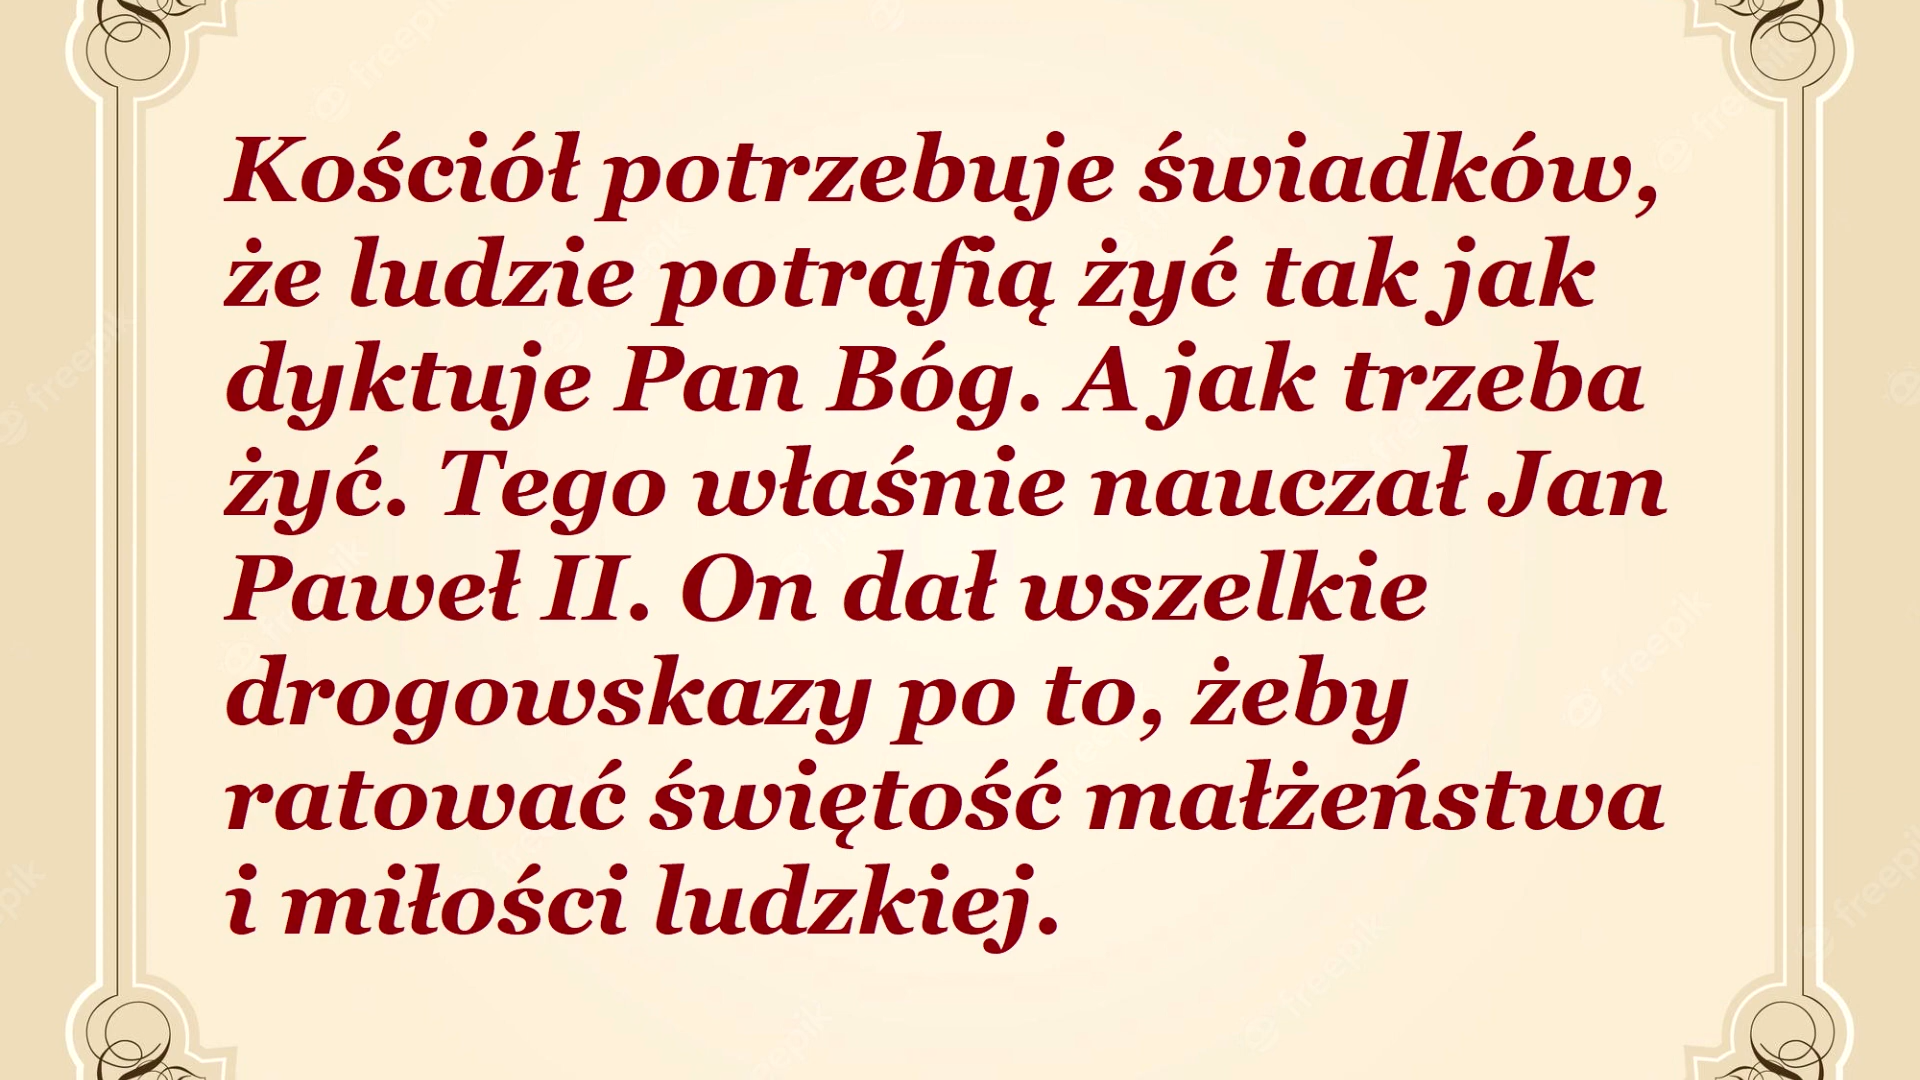 Kościół potrzebuje świadków,
że ludzie potrafią żyć tak jak
dyktuje Pan Bóg. A jak trzeba
żyć. Tego właśnie nauczał Jan
Paweł II. On dał wszelkie
drogowskazy po to, żeby
ratować świętość małżeństwa
i miłości ludzkiej.